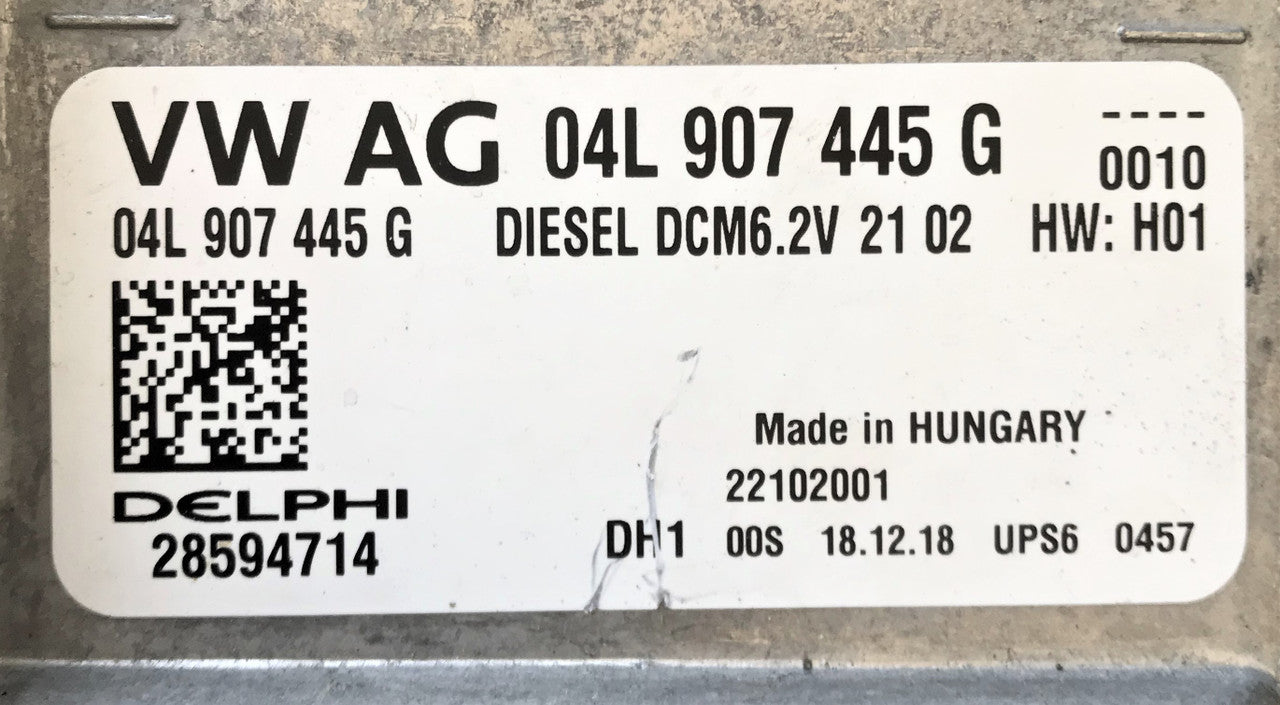 VW AG 04L 907 445 G
----
0010
04L 907 445 G DIESEL DCM6.2V 21 02 HW: H01
Made in HUNGARY
22102001
DELPHI
28594714
DH1 00S 18.12.18 UPS6 0457